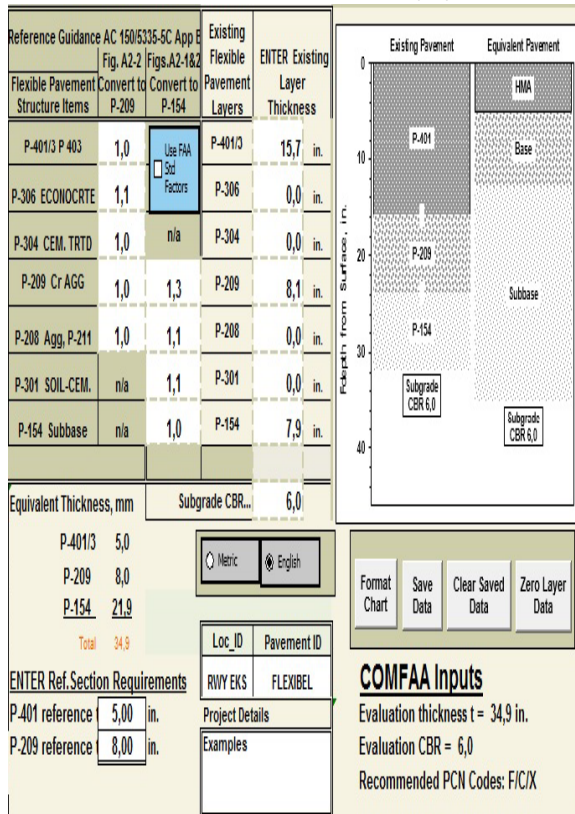 Reference Guidance AC 150/5335-5C App B
Flexible Pavement Structure Items
Fig. A2-2 Convert to P-209
Figs.A2-1&2 Convert to P-154
Existing Flexible Pavement Layers
ENTER Existing Layer Thickness
P-401/3 P 403 1,0 P-401/3 15,7 in.
Use FAA Std Factors
P-306 ECONOCRTE 1,1 P-306 0,0 in.
P-304 CEM. TRTD 1,0 n/a P-304 0,0 in.
P-209 Cr AGG 1,0 1,3 P-209 8,1 in.
P-208 Agg, P-211 1,0 1,1 P-208 0,0 in.
P-301 SOIL-CEM. n/a 1,1 P-301 0,0 in.
P-154 Subbase n/a 1,0 P-154 7,9 in.
Subgrade CBR... 6,0
Equivalent Thickness, mm
P-401/3 5,0
P-209 8,0
P-154 21,9
Total 34,9
ENTER Ref.Section Requirements
P-401 reference t 5,00 in.
P-209 reference t 8,00 in.
Metric
English
Loc_ID Pavement ID
RWY EKS FLEXIBEL
Project Details
Examples
Existing Pavement
Equivalent Pavement
0
10
20
30
40
depth from Surface, in.
P-401
P-209
P-154
Subgrade
CBR 6,0
HMA
Base
Subbase
Subgrade
CBR 6,0
Format Chart
Save Data
Clear Saved Data
Zero Layer Data
COMFAA Inputs
Evaluation thickness t = 34,9 in.
Evaluation CBR = 6,0
Recommended PCN Codes: F/C/X